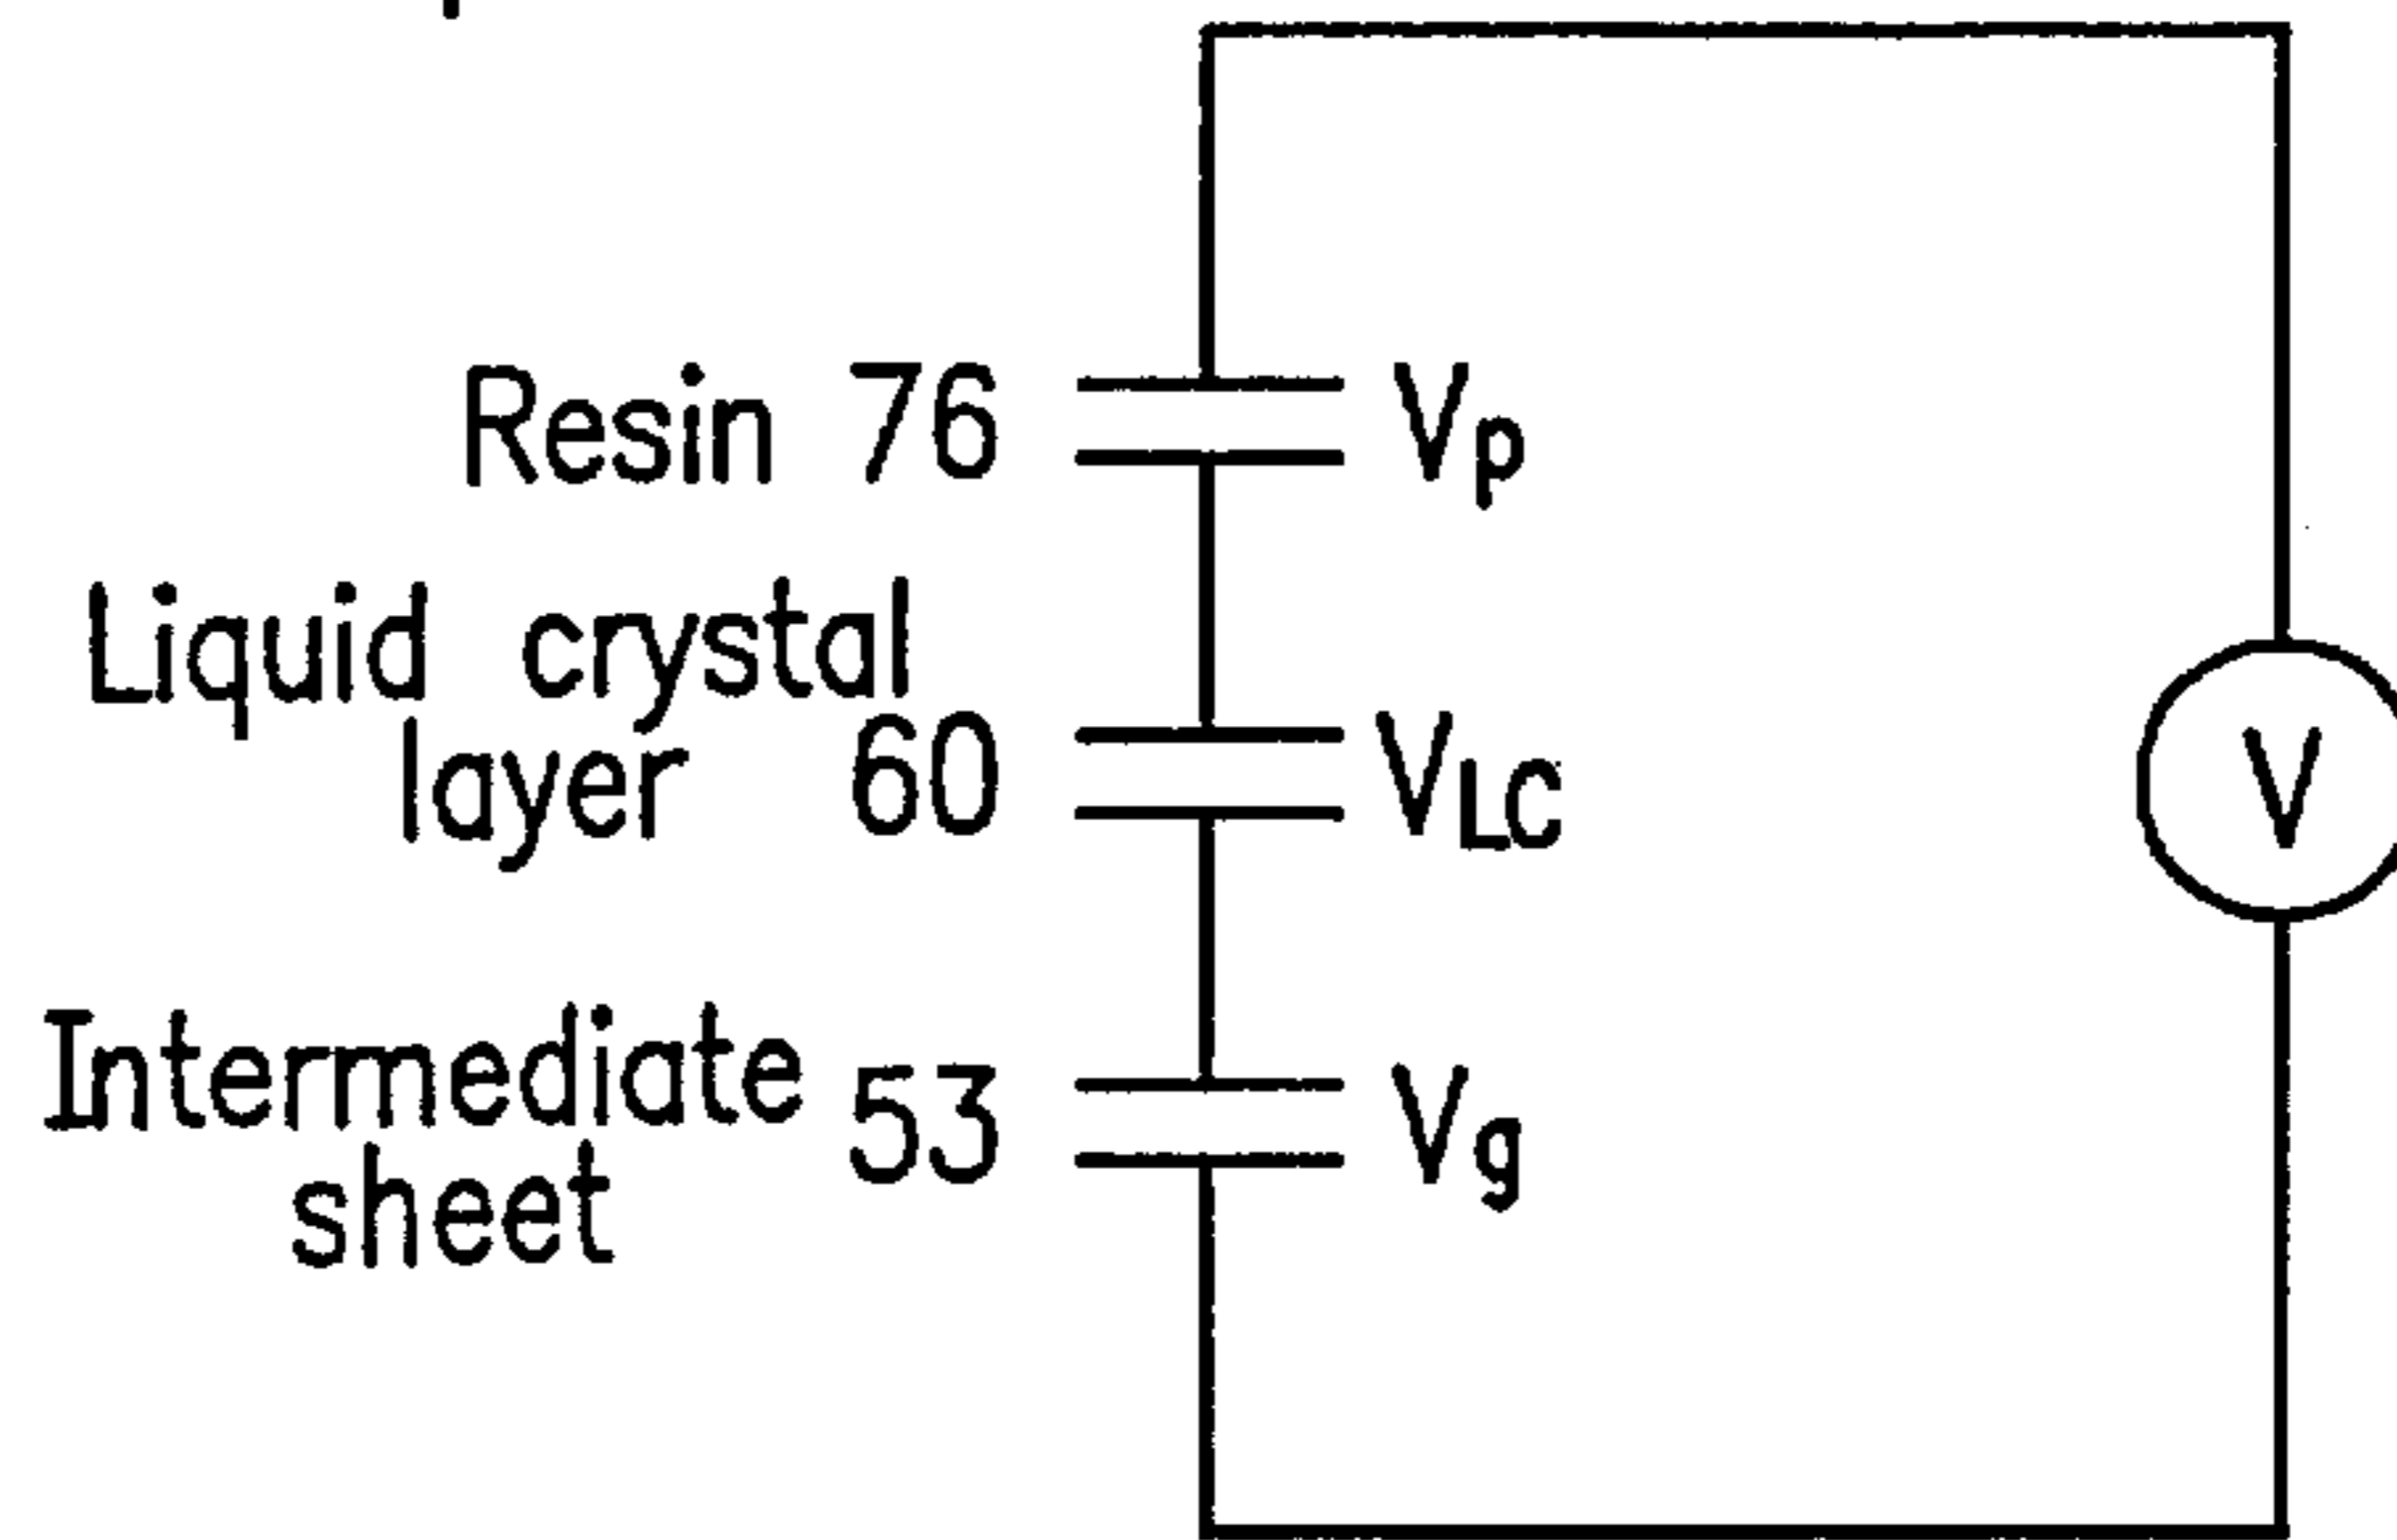 Resin 76 Vp
Liquid crystal
layer 60 VLC
V
Intermediate 53 Vg
sheet